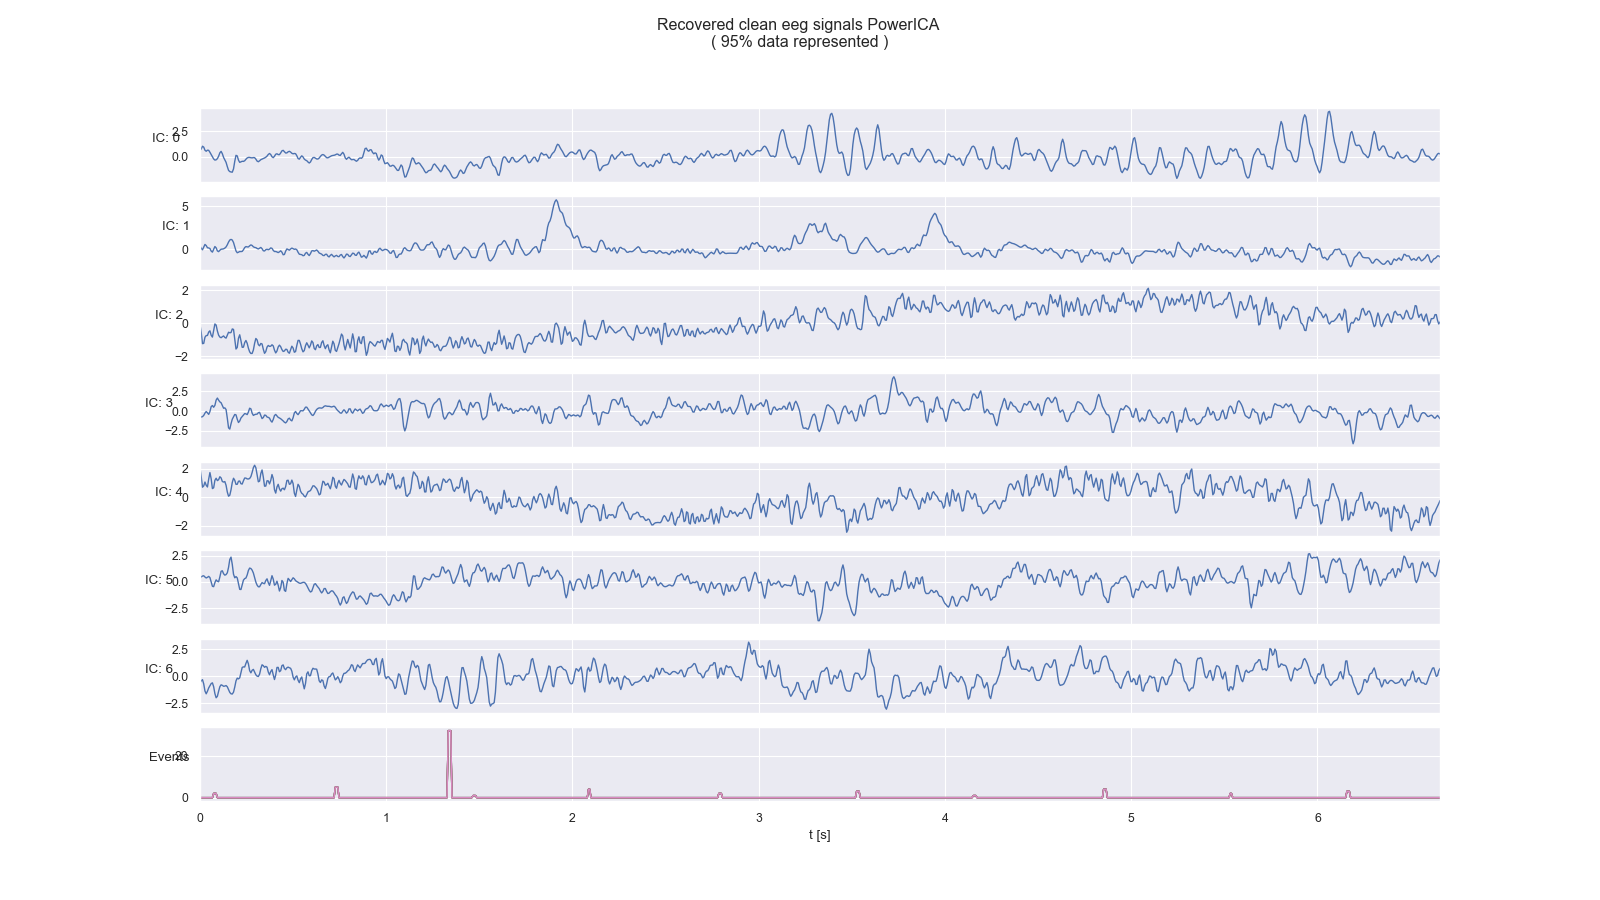 Recovered clean eeg signals PowerICA
( 95% data represented )
IC: 0
2.5
0.0
IC: 1
5
0
IC: 2
2
0
−2
IC: 3
2.5
0.0
−2.5
IC: 4
2
0
−2
IC: 5
2.5
0.0
−2.5
IC: 6
2.5
0.0
−2.5
Events
20
0
0 1 2 3 4 5 6
t [s]